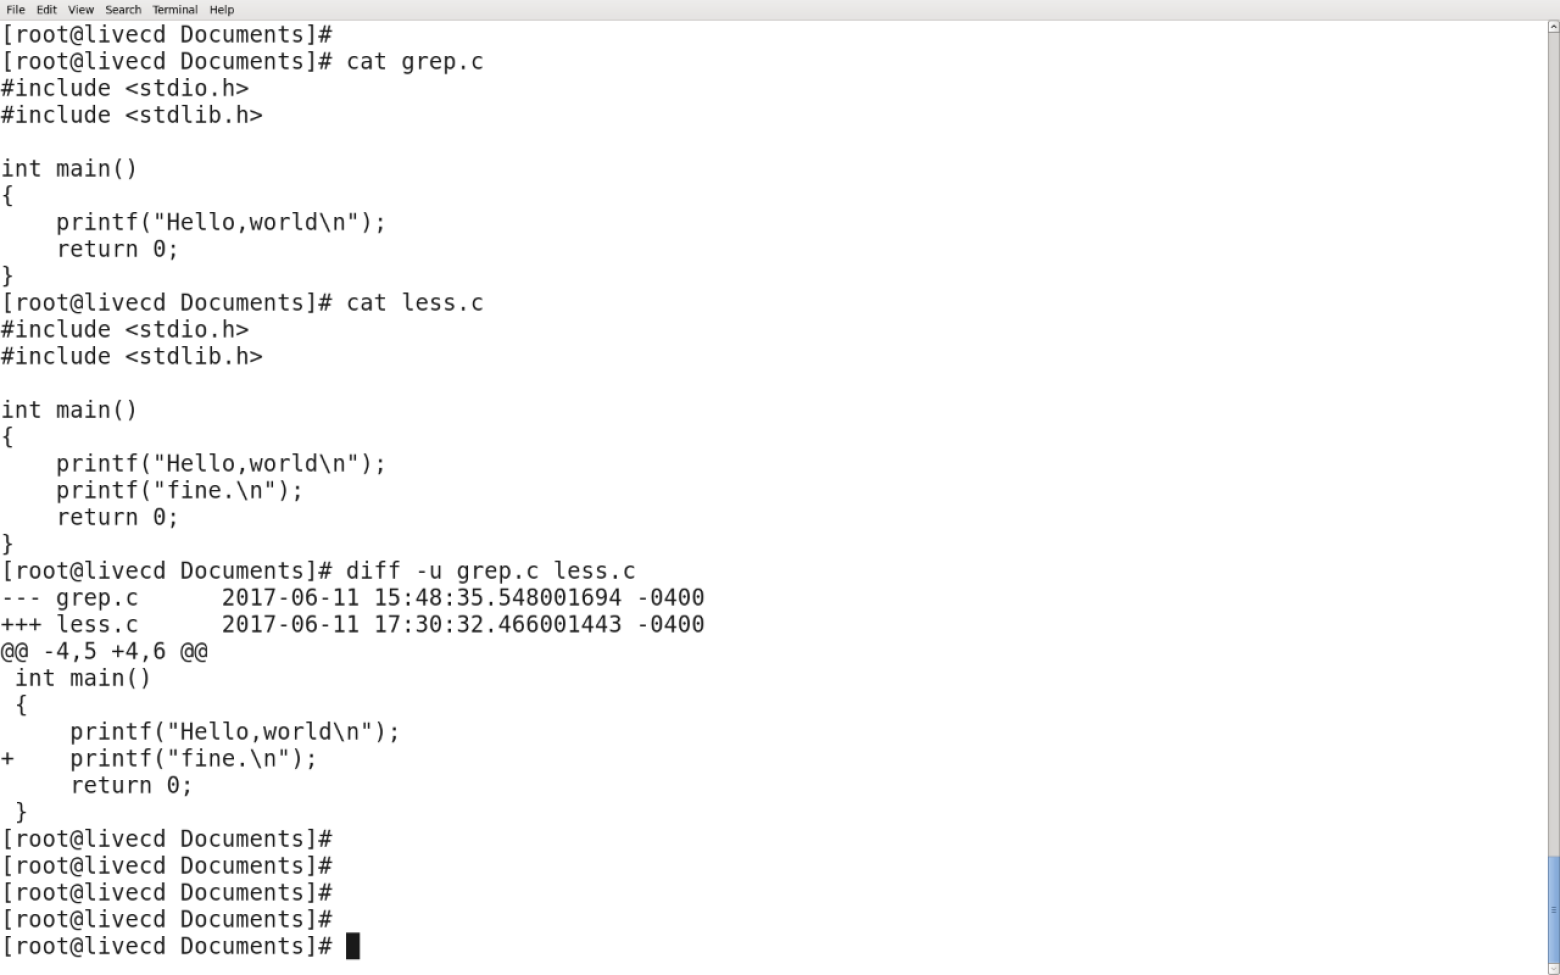 File Edit View Search Terminal Help
[root@livecd Documents]#
[root@livecd Documents]# cat grep.c
#include <stdio.h>
#include <stdlib.h>

int main()
{
    printf("Hello,world\n");
    return 0;
}
[root@livecd Documents]# cat less.c
#include <stdio.h>
#include <stdlib.h>

int main()
{
    printf("Hello,world\n");
    printf("fine.\n");
    return 0;
}
[root@livecd Documents]# diff -u grep.c less.c
--- grep.c      2017-06-11 15:48:35.548001694 -0400
+++ less.c      2017-06-11 17:30:32.466001443 -0400
@@ -4,5 +4,6 @@
 int main()
 {
     printf("Hello,world\n");
+    printf("fine.\n");
     return 0;
 }
[root@livecd Documents]#
[root@livecd Documents]#
[root@livecd Documents]#
[root@livecd Documents]#
[root@livecd Documents]#